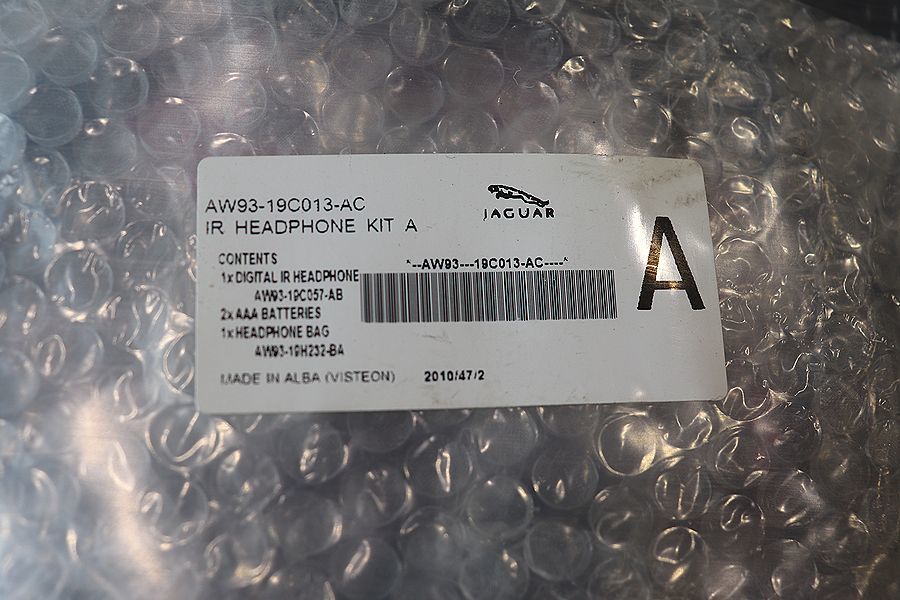 AW93-19C013-AC
IR HEADPHONE KIT A
JAGUAR
CONTENTS
1x DIGITAL IR HEADPHONE
AW93-19C057-AB
2x AAA BATTERIES
1x HEADPHONE BAG
AW93-19H232-BA
*--AW93---19C013-AC----*
A
MADE IN ALBA (VISTEON) 2010/47/2